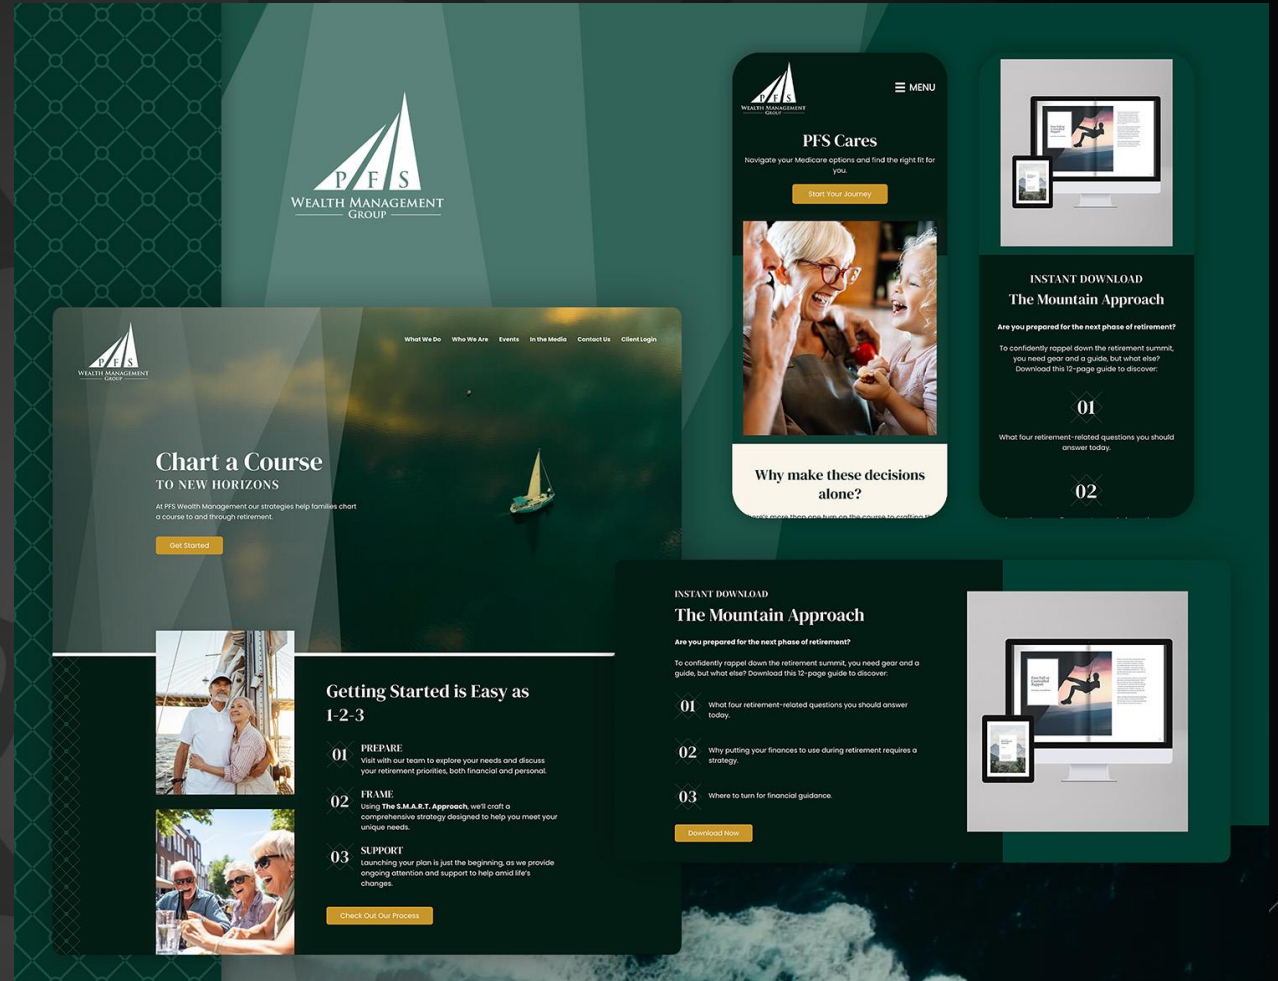 P F S
WEALTH MANAGEMENT
GROUP
P F S
WEALTH MANAGEMENT
GROUP
What We Do Who We Are Events In the Media Contact Us Client Login
Chart a Course
TO NEW HORIZONS
At PFS Wealth Management our strategies help families chart
a course to and through retirement.
Get Started
Getting Started is Easy as
1-2-3
01 PREPARE
Visit with our team to explore your needs and discuss
your retirement priorities, both financial and personal.
02 FRAME
Using The S.M.A.R.T. Approach, we'll craft a
comprehensive strategy designed to help you meet your
unique needs.
03 SUPPORT
Launching your plan is just the beginning, as we provide
ongoing attention and support to help amid life's
changes.
Check Out Our Process
P F S
WEALTH MANAGEMENT
GROUP
MENU
PFS Cares
Navigate your Medicare options and find the right fit for
you.
Start Your Journey
Why make these decisions
alone?
INSTANT DOWNLOAD
The Mountain Approach
Are you prepared for the next phase of retirement?
To confidently rappel down the retirement summit,
you need gear and a guide, but what else?
Download this 12-page guide to discover:
01
What four retirement-related questions you should
answer today.
02
INSTANT DOWNLOAD
The Mountain Approach
Are you prepared for the next phase of retirement?
To confidently rappel down the retirement summit, you need gear and a
guide, but what else? Download this 12-page guide to discover:
01 What four retirement-related questions you should answer
today.
02 Why putting your finances to use during retirement requires a
strategy.
03 Where to turn for financial guidance.
Download Now